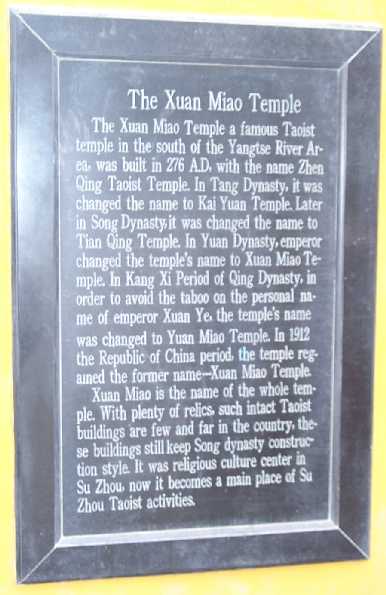 The Xuan Miao Temple
The Xuan Miao Temple a famous Taoist
temple in the south of the Yangtse River Ar-
ea, was built in 276 A.D, with the name Zhen
Qing Taoist Temple. In Tang Dynasty, it was
changed the name to Kai Yuan Temple. Later
in Song Dynasty,it was changed the name to
Tian Qing Temple. In Yuan Dynasty, emperor
changed the temple's name to Xuan Miao Te-
mple. In Kang Xi Period of Qing Dynasty, in
order to avoid the taboo on the personal na-
me of emperor Xuan Ye, the temple's name
was changed to Yuan Miao Temple. In 1912
the Republic of China period, the temple reg-
ained the former name—Xuan Miao Temple.
Xuan Miao is the name of the whole tem-
ple. With plenty of relics, such intact Taoist
buildings are few and far in the country, the-
se buildings still keep Song dynasty construc-
tion style. It was religious culture center in
Su Zhou, now it becomes a main place of Su
Zhou Taoist activities.